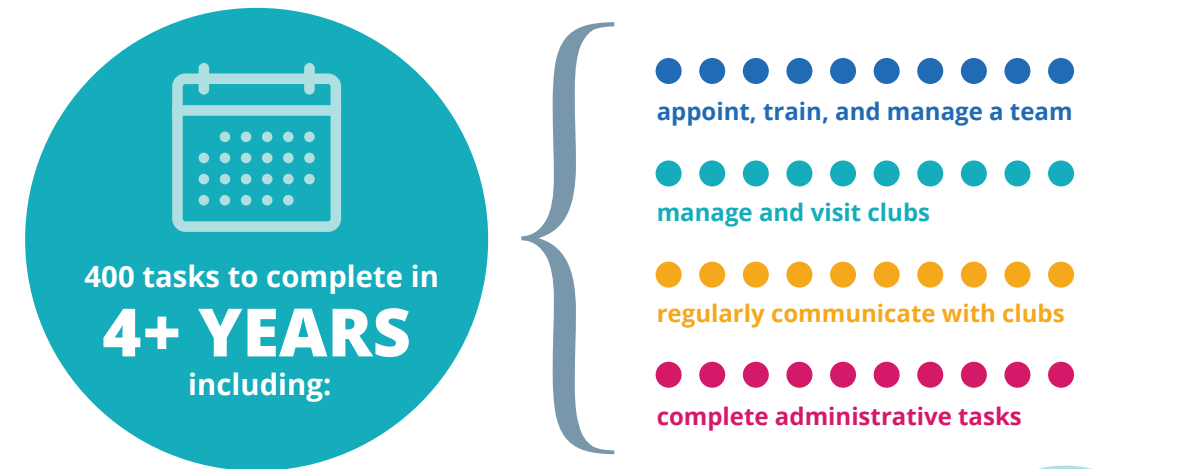 400 tasks to complete in
4+ YEARS
including:
appoint, train, and manage a team
manage and visit clubs
regularly communicate with clubs
complete administrative tasks